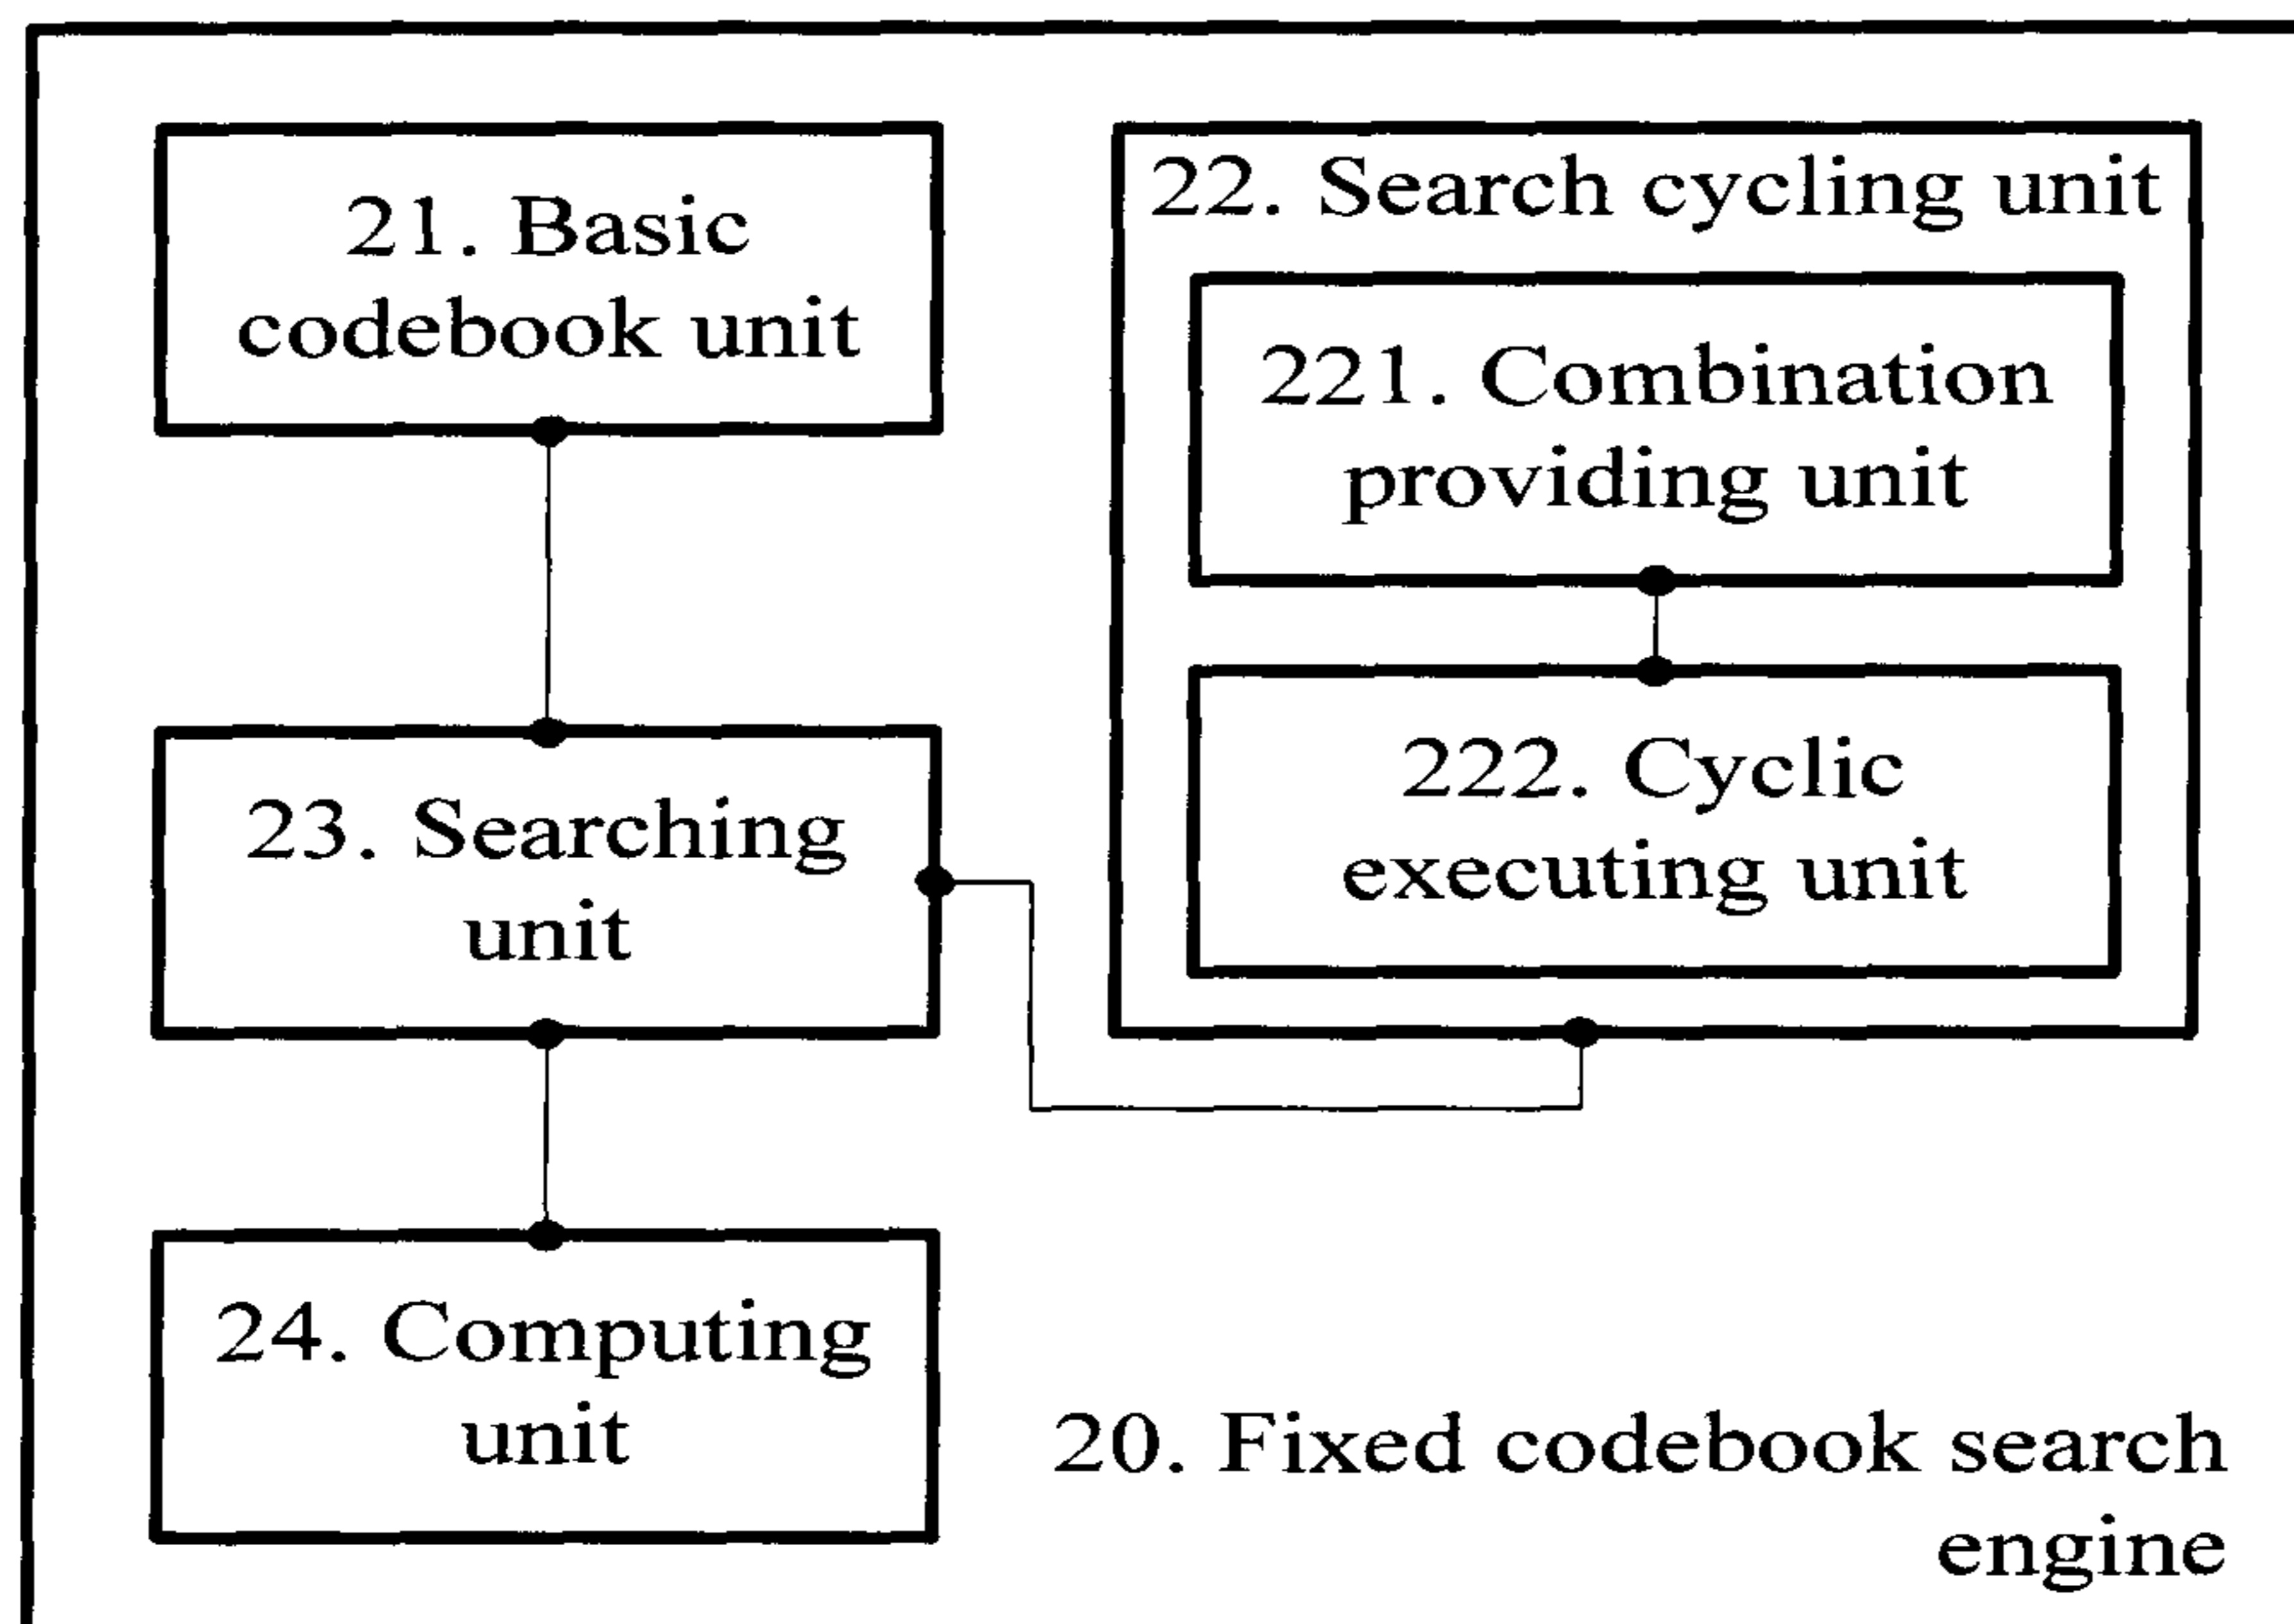 21. Basic
codebook unit
22. Search cycling unit
221. Combination
providing unit
222. Cyclic
executing unit
23. Searching
unit
24. Computing
unit
20. Fixed codebook search
engine